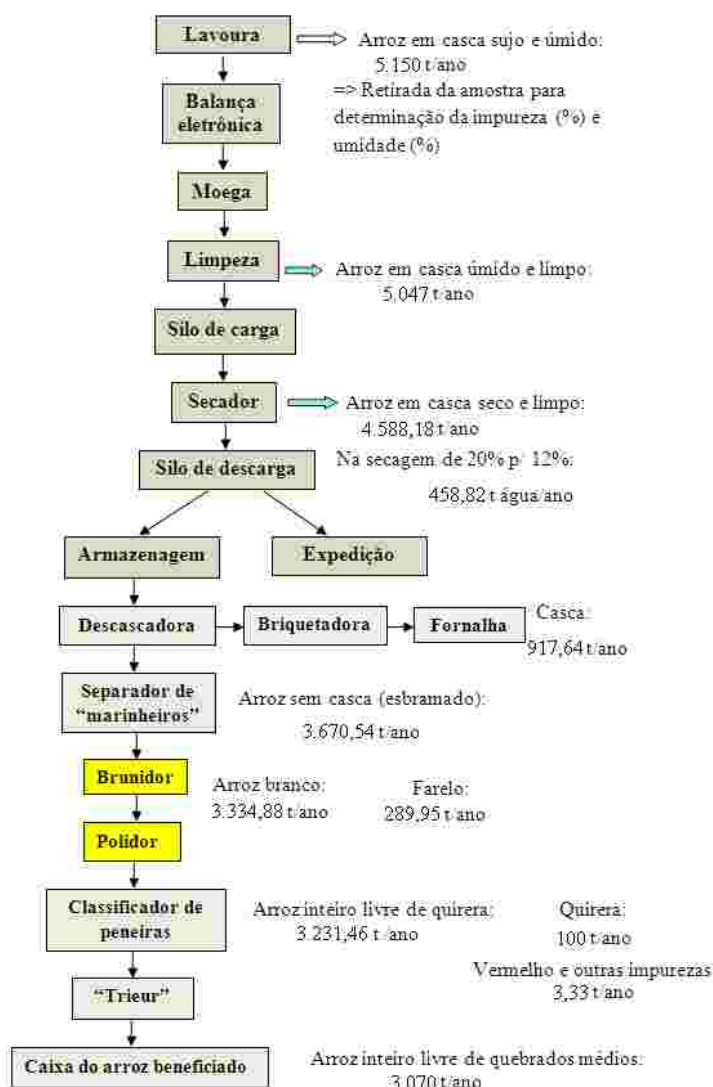 Lavoura
Arroz em casca sujo e úmido:
5.150 t/ano
=> Retirada da amostra para
determinação da impureza (%) e
umidade (%)
Balança
eletrônica
Moega
Limpeza
Arroz em casca úmido e limpo:
5.047 t/ano
Silo de carga
Secador
Arroz em casca seco e limpo:
4.588,18 t/ano
Silo de descarga
Na secagem de 20% p/ 12%:
458,82 t água/ano
Armazenagem
Expedição
Descascadora
Briquetadora
Fornalha
Casca:
917,64 t/ano
Separador de
“marinheiros”
Arroz sem casca (esbramado):
3.670,54 t/ano
Brunidor
Arroz branco:
3.334,88 t/ano
Farelo:
289,95 t/ano
Polidor
Classificador de
peneiras
Arroz inteiro livre de quirera:
3.231,46 t/ano
Quirera:
100 t/ano
Vermelho e outras impurezas
3,33 t/ano
“Trieur”
Caixa do arroz beneficiado
Arroz inteiro livre de quebrados médios:
3.070 t/ano